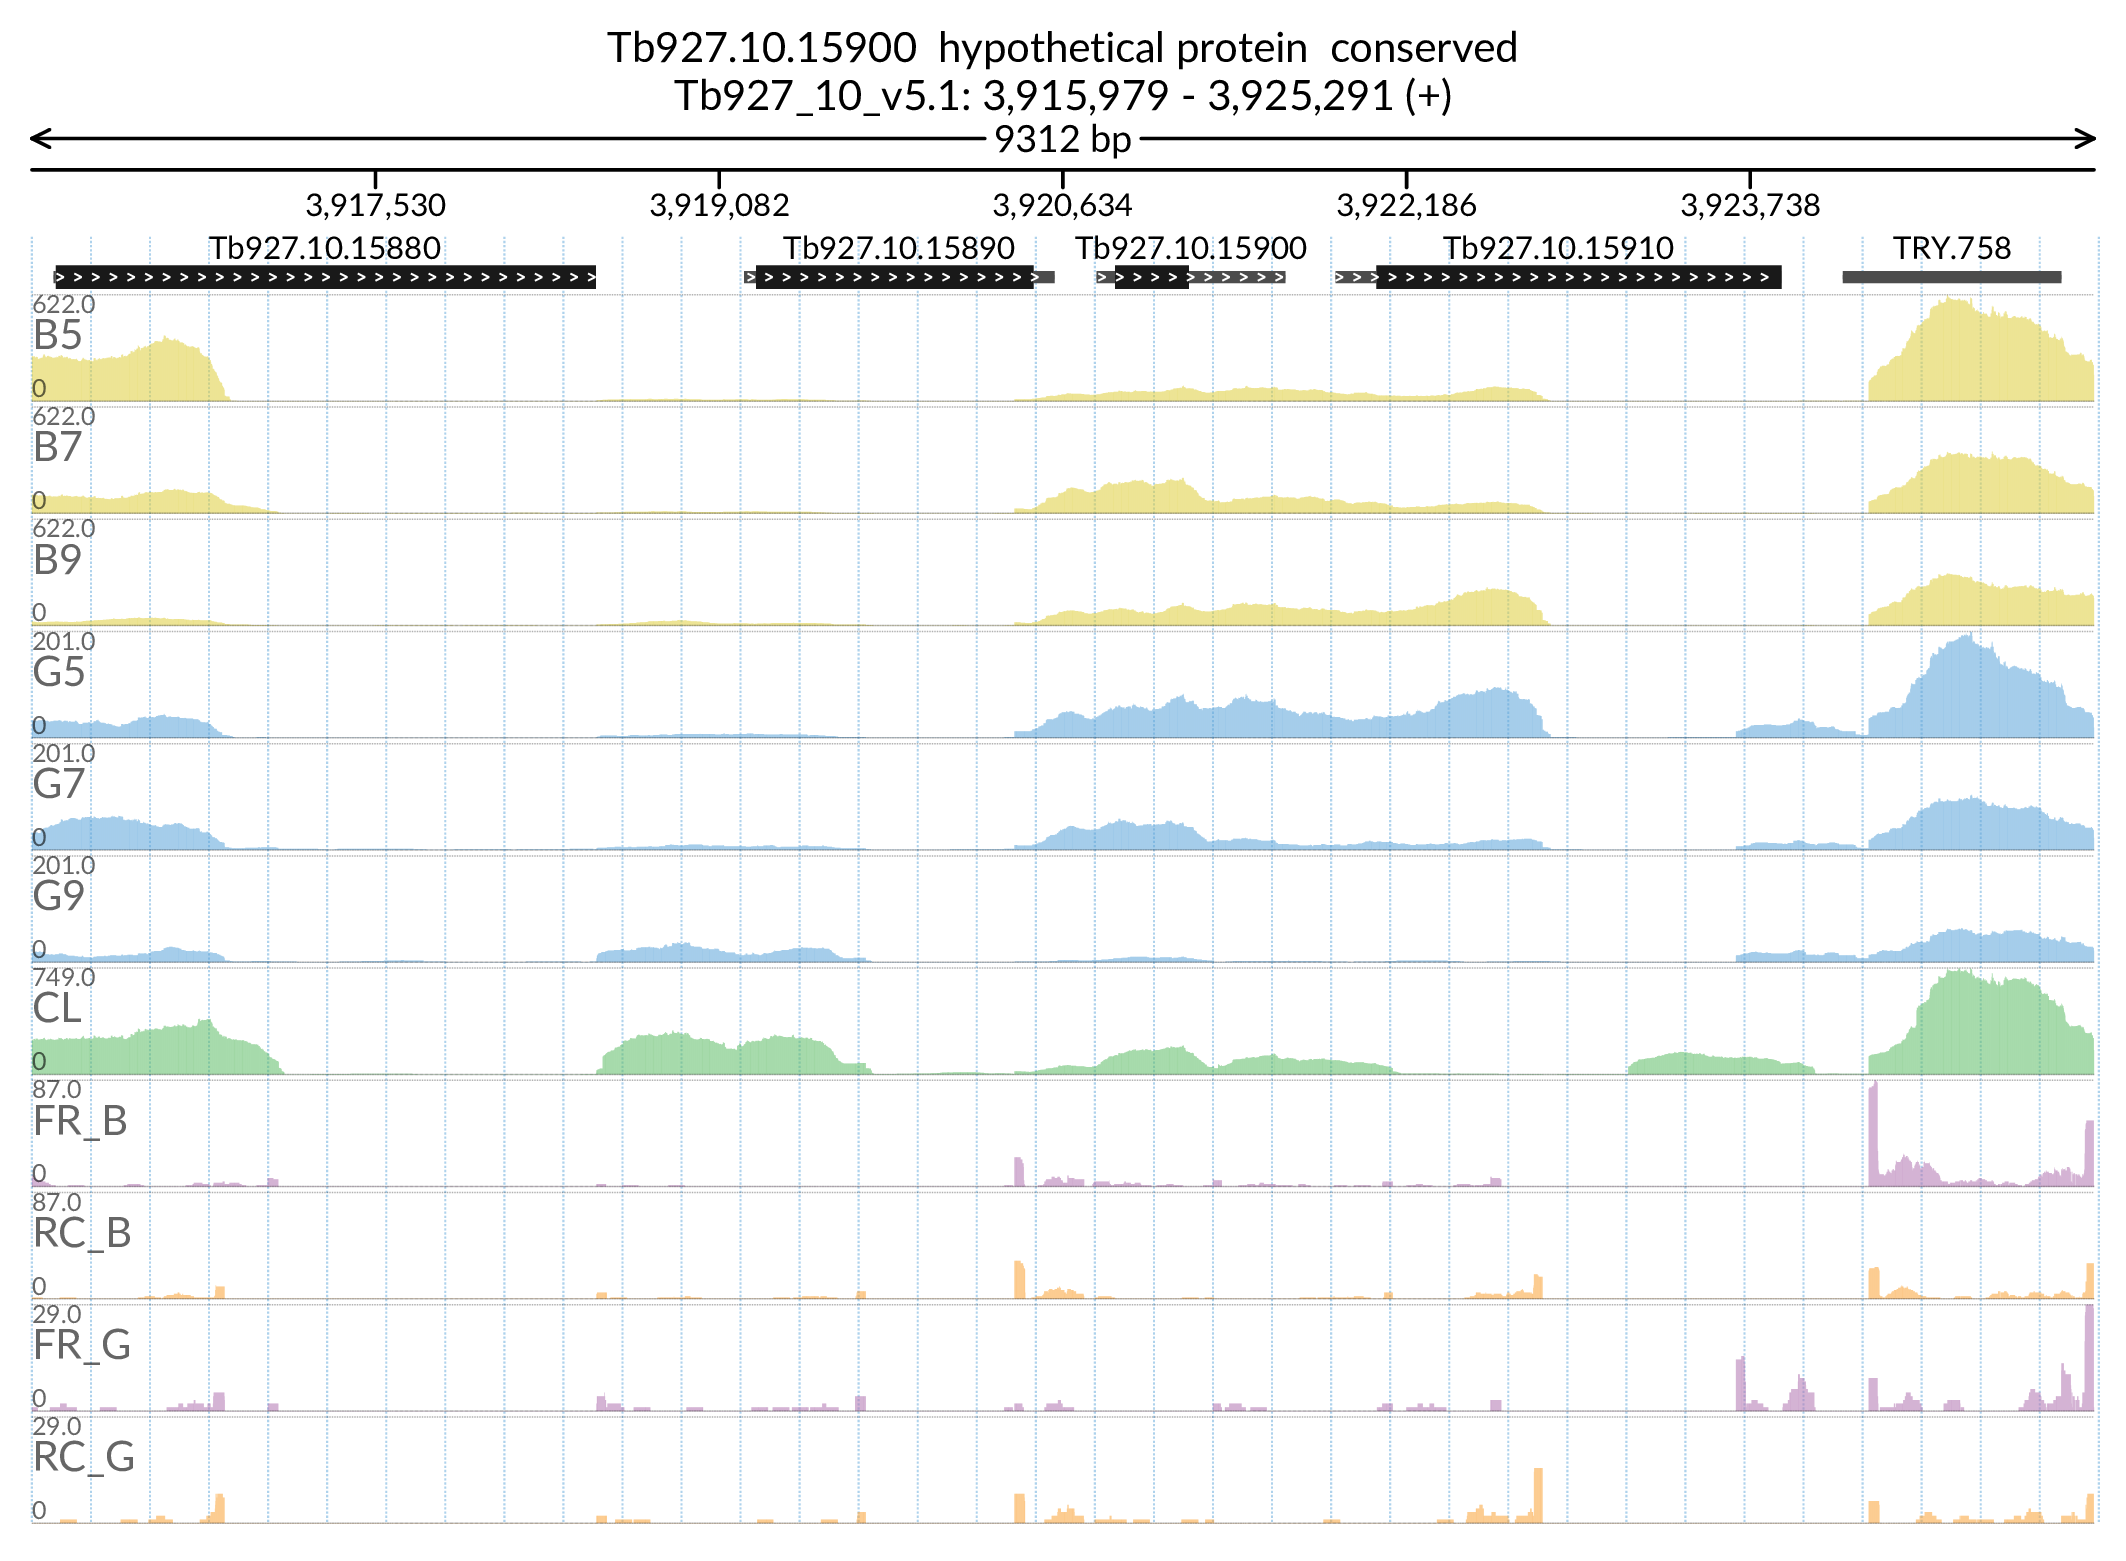 Tb927.10.15900 hypothetical protein conserved
Tb927_10_v5.1: 3,915,979 - 3,925,291 (+)
9312 bp
3,917,530 3,919,082 3,920,634 3,922,186 3,923,738
Tb927.10.15880 Tb927.10.15890 Tb927.10.15900 Tb927.10.15910 TRY.758
622.0
B5
0
622.0
B7
0
622.0
B9
0
201.0
G5
0
201.0
G7
0
201.0
G9
0
749.0
CL
0
87.0
FR_B
0
87.0
RC_B
0
29.0
FR_G
0
29.0
RC_G
0